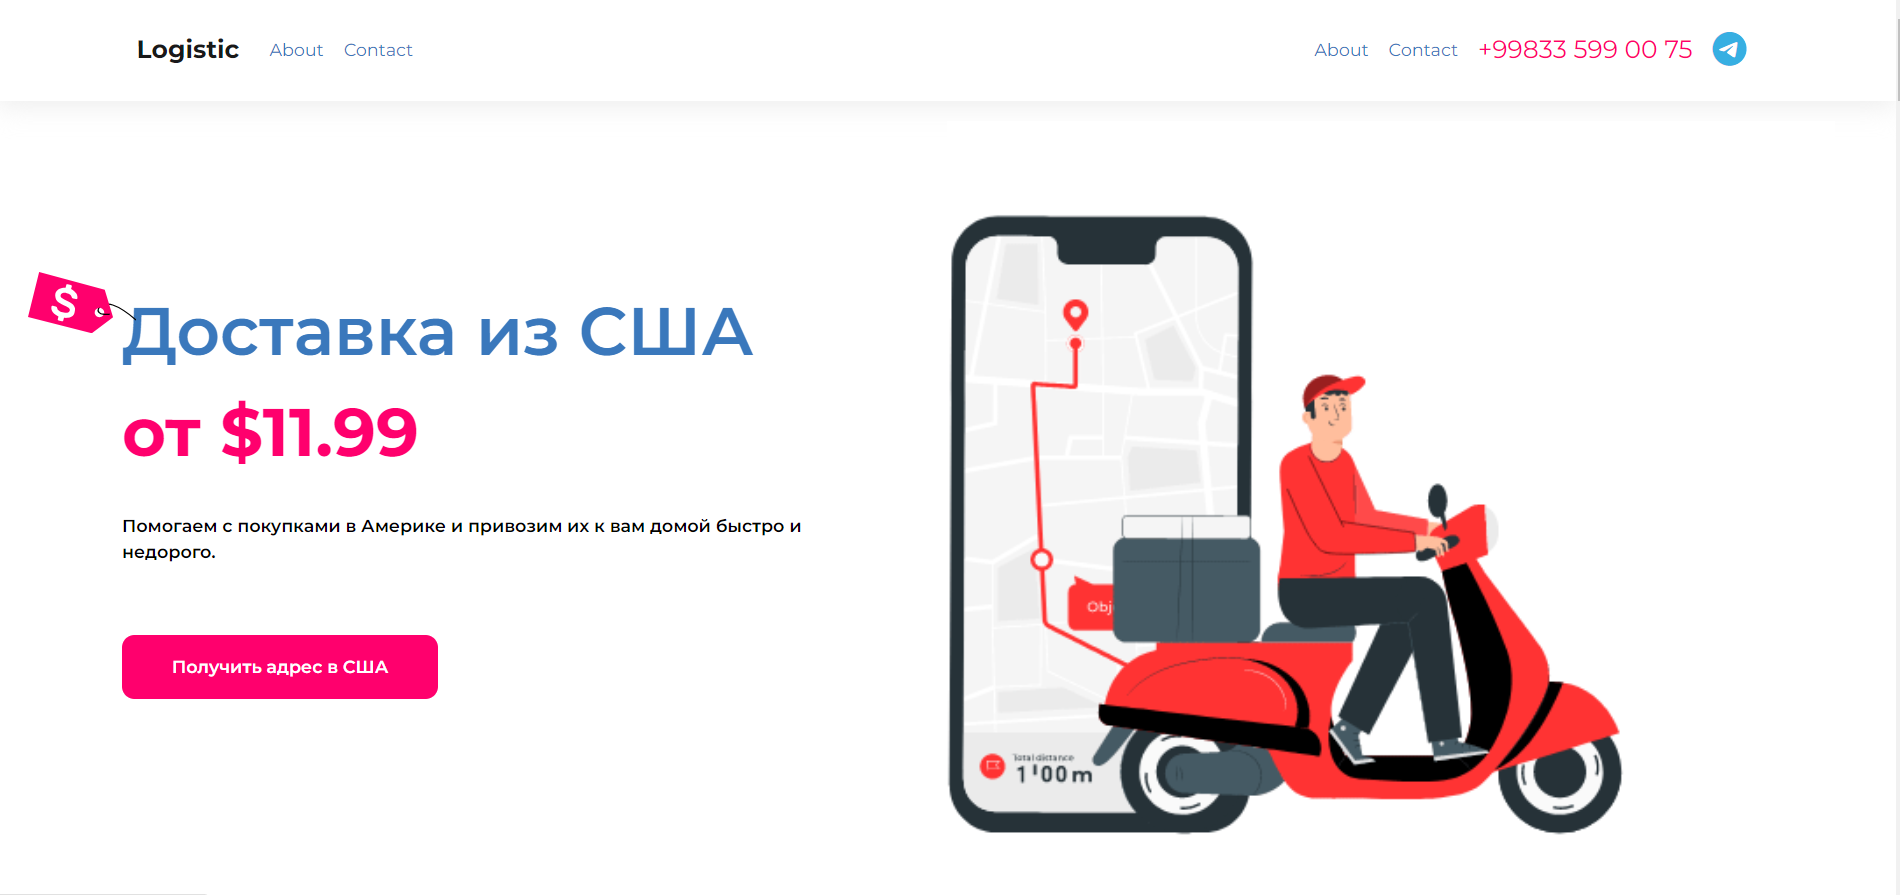 Logistic About Contact About Contact +99833 599 00 75
$
Доставка из США
от $11.99
Помогаем с покупками в Америке и привозим их к вам домой быстро и
недорого.
Получить адрес в США
Obj
Total distance
1'00 m